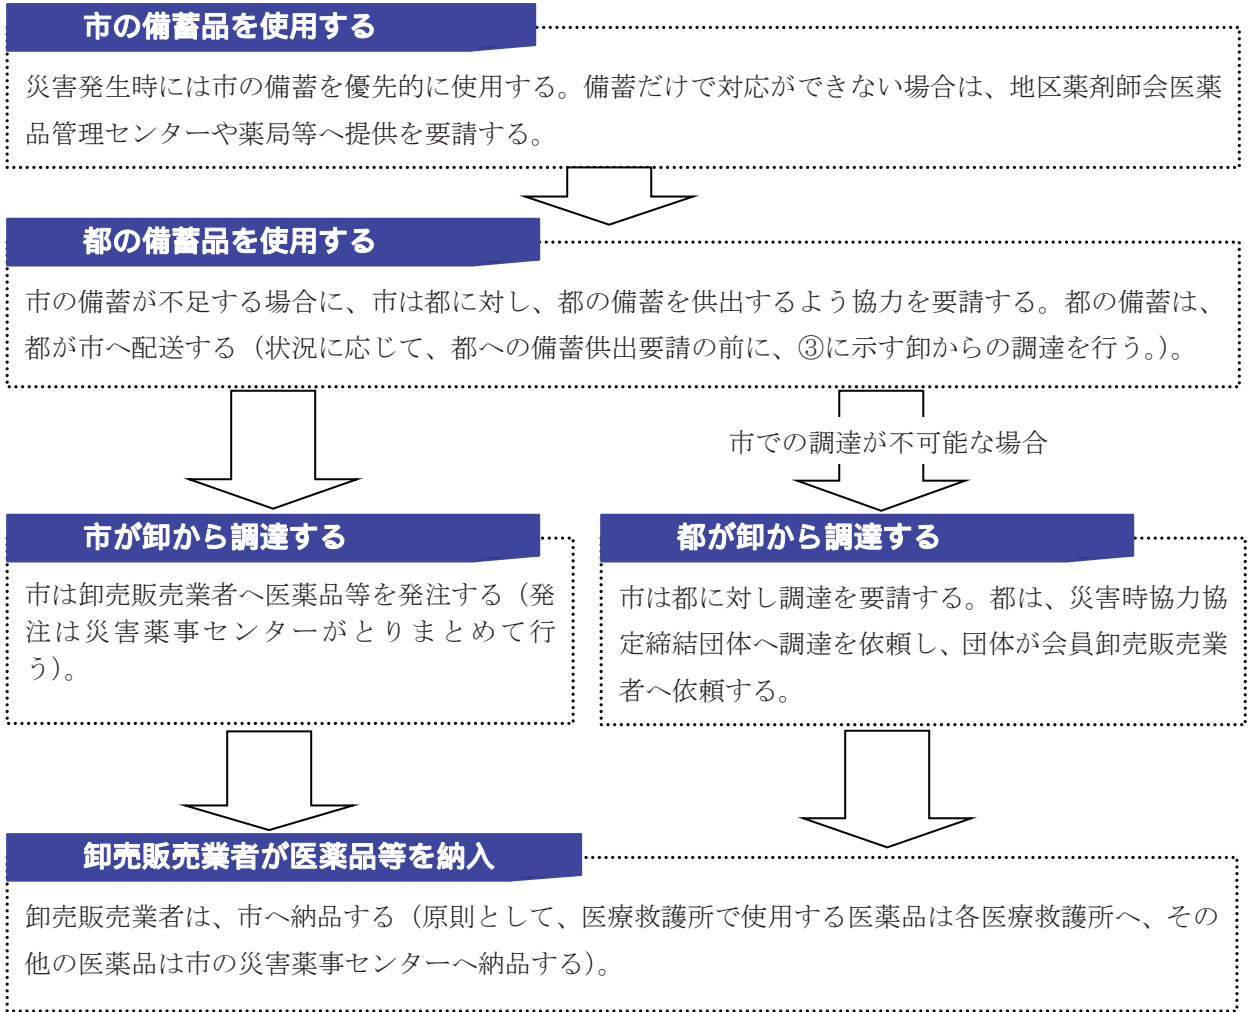 市の備蓄品を使用する
災害発生時には市の備蓄を優先的に使用する。備蓄だけで対応ができない場合は、地区薬剤師会医薬
品管理センターや薬局等へ提供を要請する。
都の備蓄品を使用する
市の備蓄が不足する場合に、市は都に対し、都の備蓄を供出するよう協力を要請する。都の備蓄は、
都が市へ配送する（状況に応じて、都への備蓄供出要請の前に、③に示す卸からの調達を行う。）。
市での調達が不可能な場合
市が卸から調達する
市は卸売販売業者へ医薬品等を発注する（発
注は災害薬事センターがとりまとめて行
う）。
都が卸から調達する
市は都に対し調達を要請する。都は、災害時協力協
定締結団体へ調達を依頼し、団体が会員卸売販売業
者へ依頼する。
卸売販売業者が医薬品等を納入
卸売販売業者は、市へ納品する（原則として、医療救護所で使用する医薬品は各医療救護所へ、その
他の医薬品は市の災害薬事センターへ納品する）。